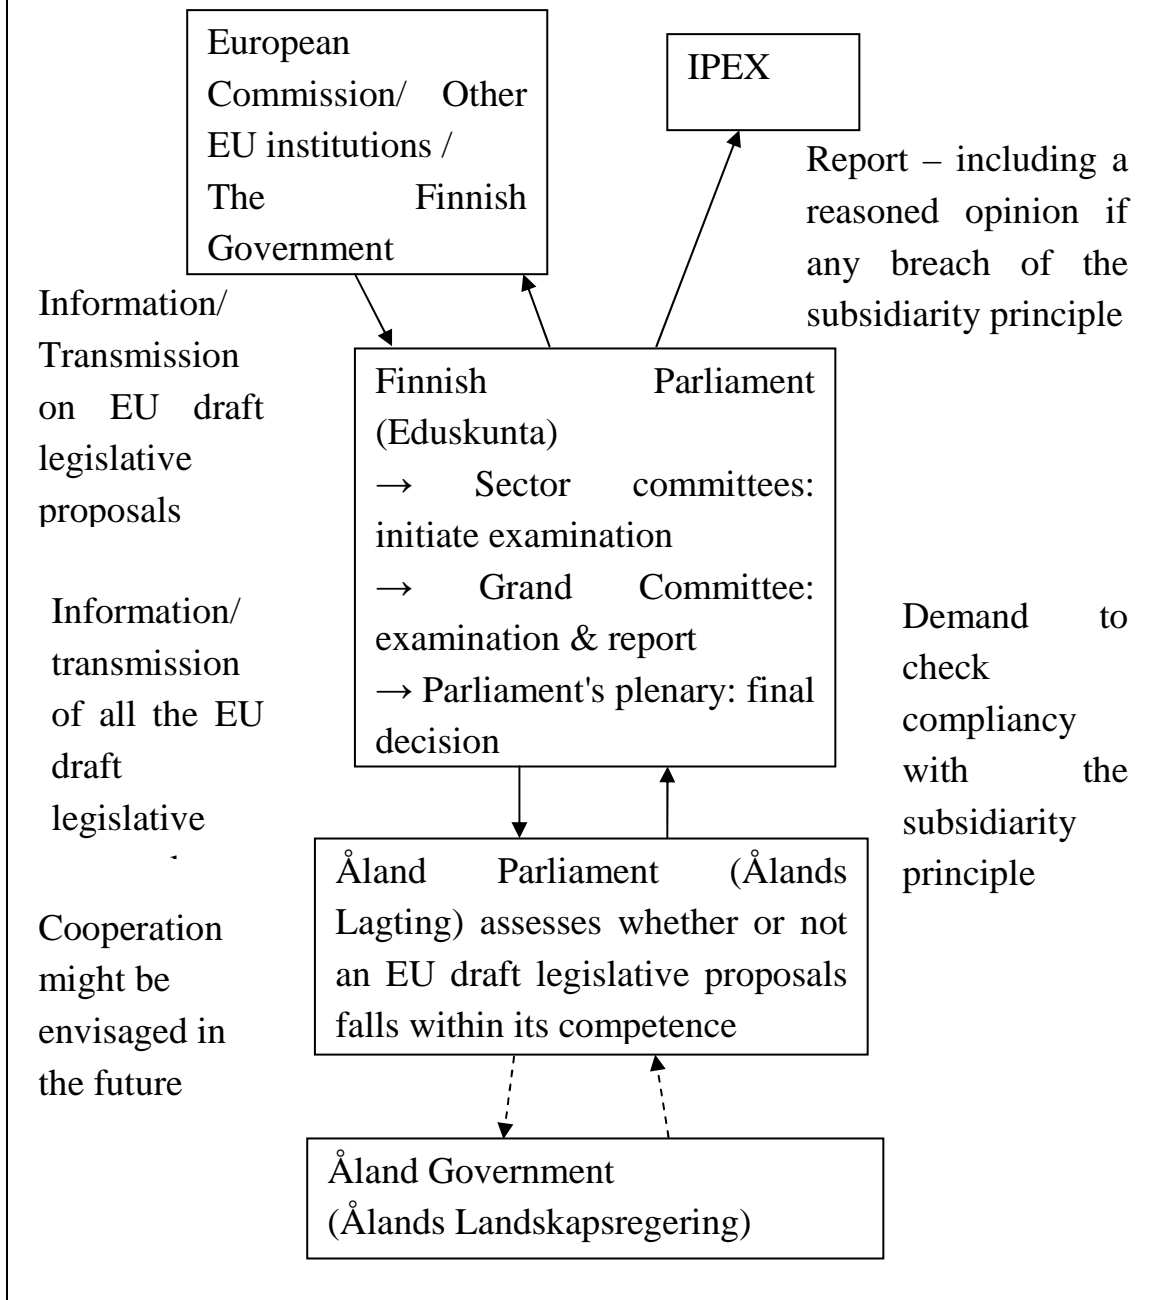 European
Commission/ Other
EU institutions /
The Finnish
Government
IPEX
Report – including a
reasoned opinion if
any breach of the
subsidiarity principle
Information/
Transmission
on EU draft
legislative
proposals
Finnish Parliament
(Eduskunta)
→ Sector committees:
initiate examination
→ Grand Committee:
examination & report
→ Parliament's plenary: final
decision
Information/
transmission
of all the EU
draft
legislative
Demand to
check
compliancy
with the
subsidiarity
principle
Åland Parliament (Ålands
Lagting) assesses whether or not
an EU draft legislative proposals
falls within its competence
Cooperation
might be
envisaged in
the future
Åland Government
(Ålands Landskapsregering)